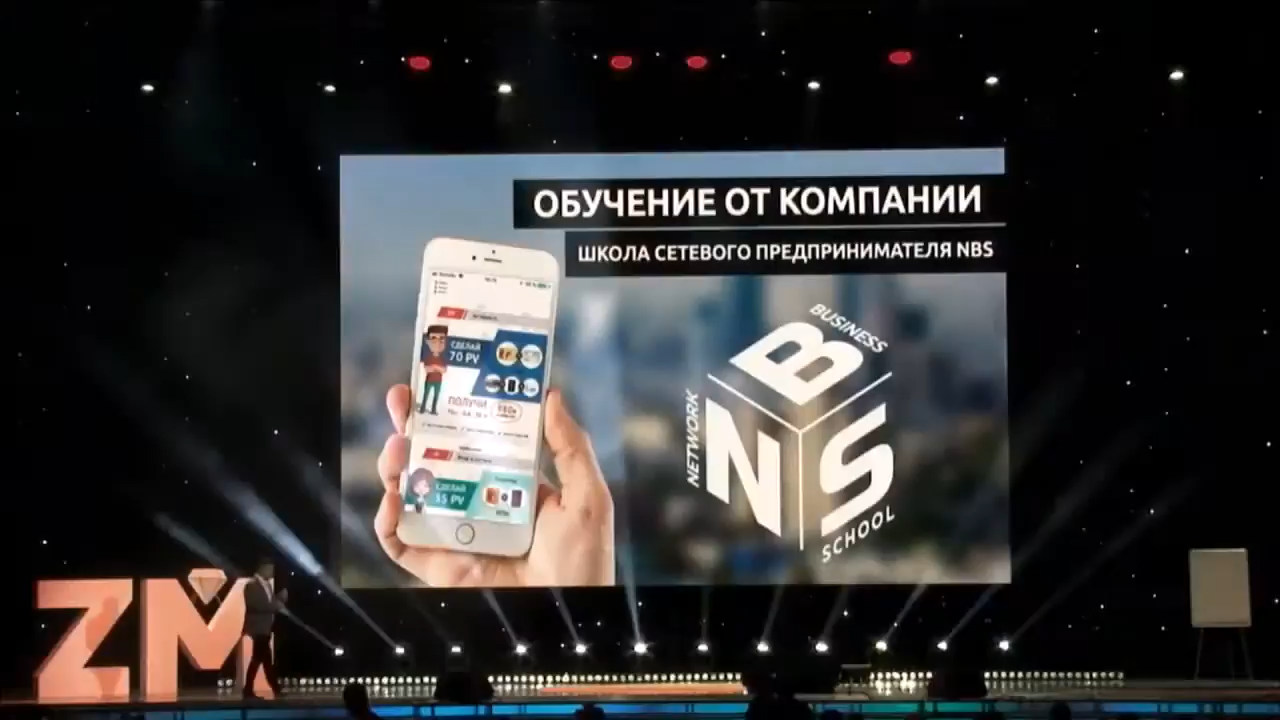 ОБУЧЕНИЕ ОТ КОМПАНИИ
ШКОЛА СЕТЕВОГО ПРЕДПРИНИМАТЕЛЯ NBS
СДЕЛАЙ
70 PV
ПОЛУЧИ
СДЕЛАЙ
35 PV
BUSINESS
B
NETWORK
N S
SCHOOL
ZM